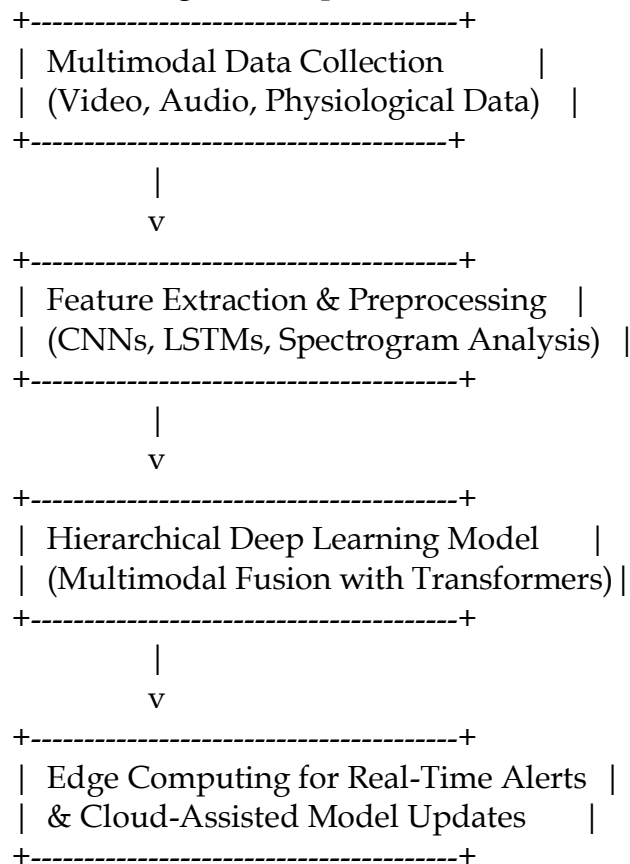 +----------------------------------------+
| Multimodal Data Collection |
| (Video, Audio, Physiological Data) |
+---------------------------------------+
|
v
+----------------------------------------+
| Feature Extraction & Preprocessing |
| (CNNs, LSTMs, Spectrogram Analysis) |
+----------------------------------------+
|
v
+----------------------------------------+
| Hierarchical Deep Learning Model |
| (Multimodal Fusion with Transformers)|
+----------------------------------------+
|
v
+----------------------------------------+
| Edge Computing for Real-Time Alerts |
| & Cloud-Assisted Model Updates |
+----------------------------------------+